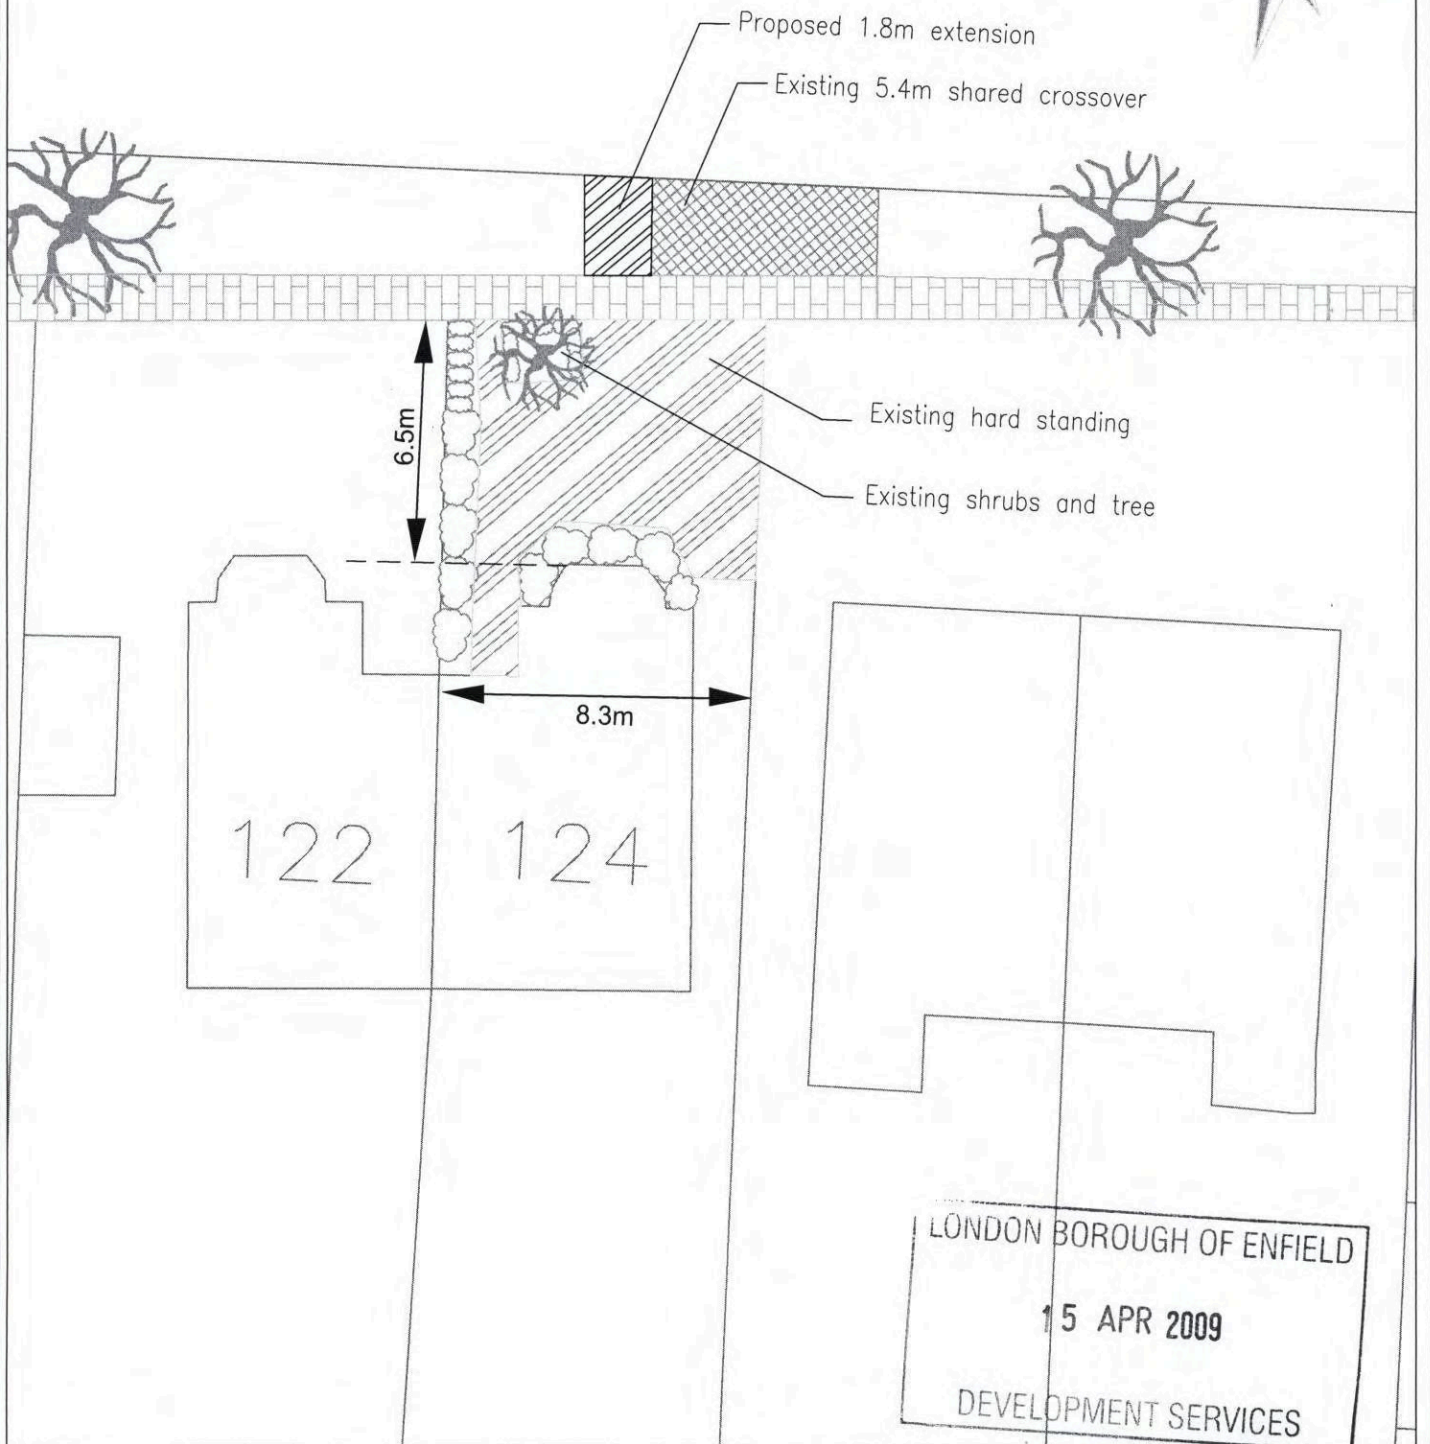 Proposed 1.8m extension
Existing 5.4m shared crossover
6.5m
Existing hard standing
Existing shrubs and tree
8.3m
122
124
LONDON BOROUGH OF ENFIELD
15 APR 2009
DEVELOPMENT SERVICES